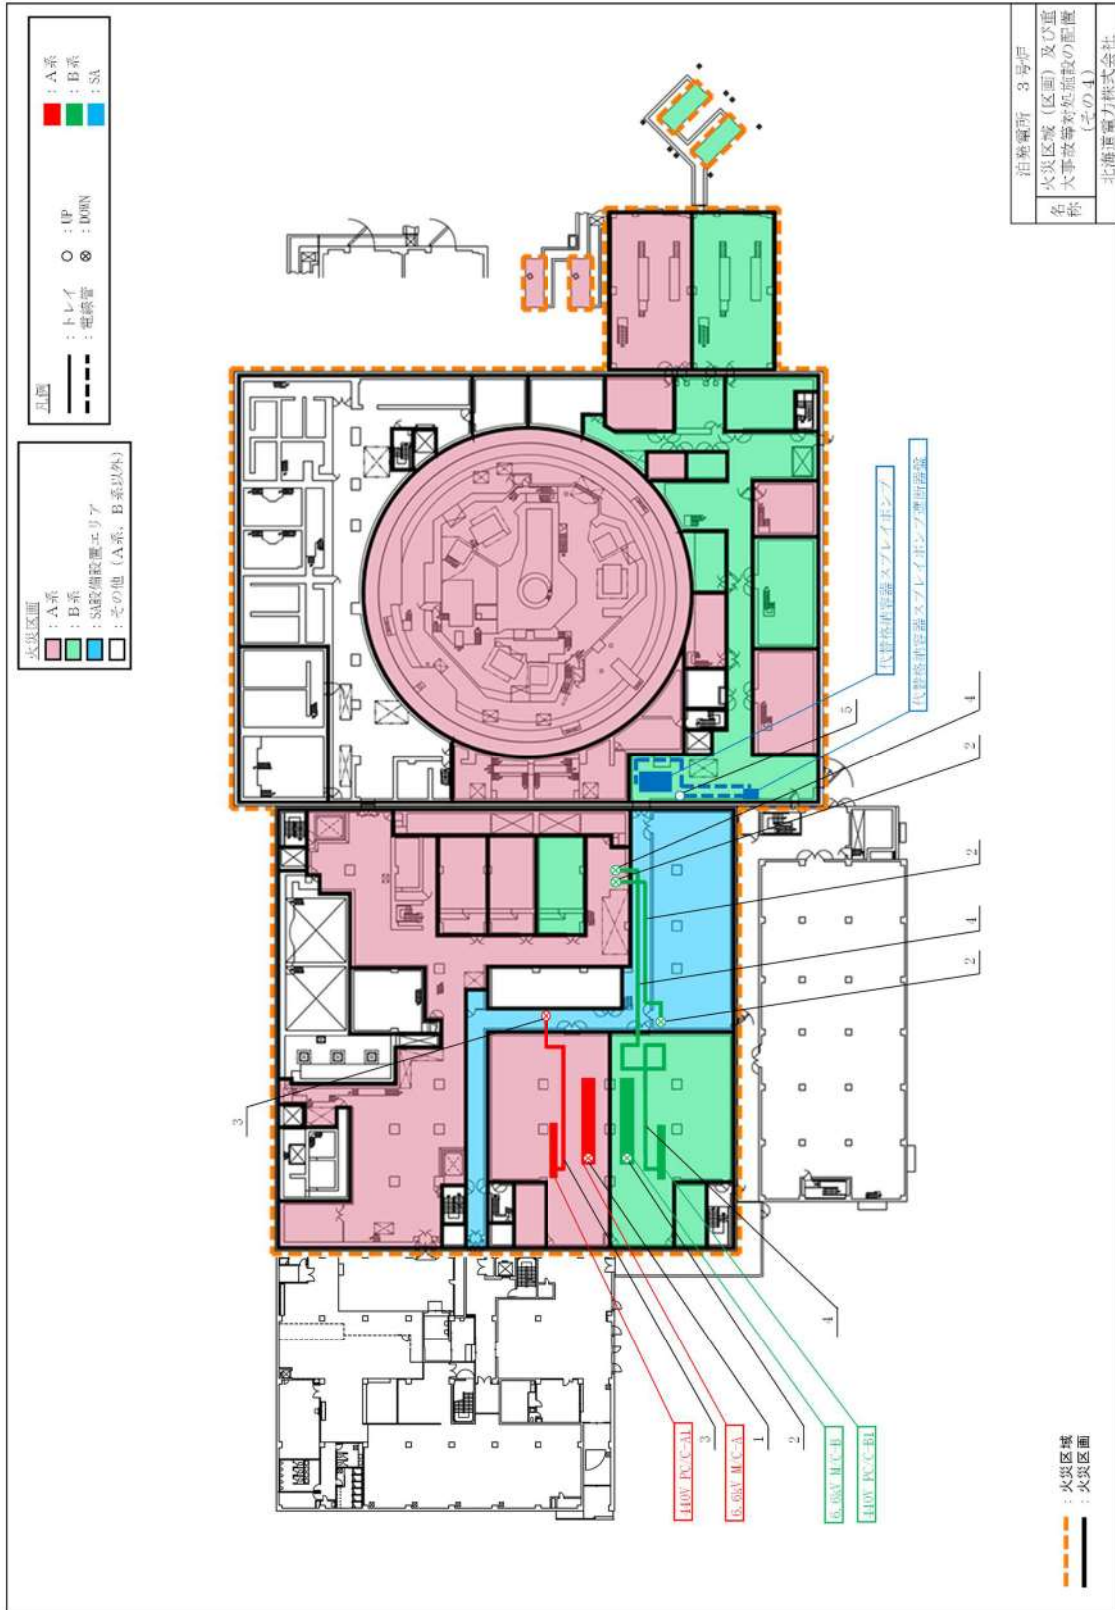 火災区画
: A系
: B系
: SA設備設置エリア
: その他 (A系, B系以外)
凡例
: トレイ
: 電線管
○ : UP
⊗ : DOWN
: A系
: B系
: SA
3
代替格納容器スプレイポンプ
代替格納容器スプレイポンプ遮断器盤
5
4
2
2
4
2
4
440V PC/C-A1
3
6.6kV M/C-A
1
2
6.6kV M/C-B
440V PC/C-B1
: 火災区域
: 火災区画
泊発電所 3号炉
名称
火災区域 (区画) 及び重
大事故等対処施設の配置
(その4)
北海道電力株式会社